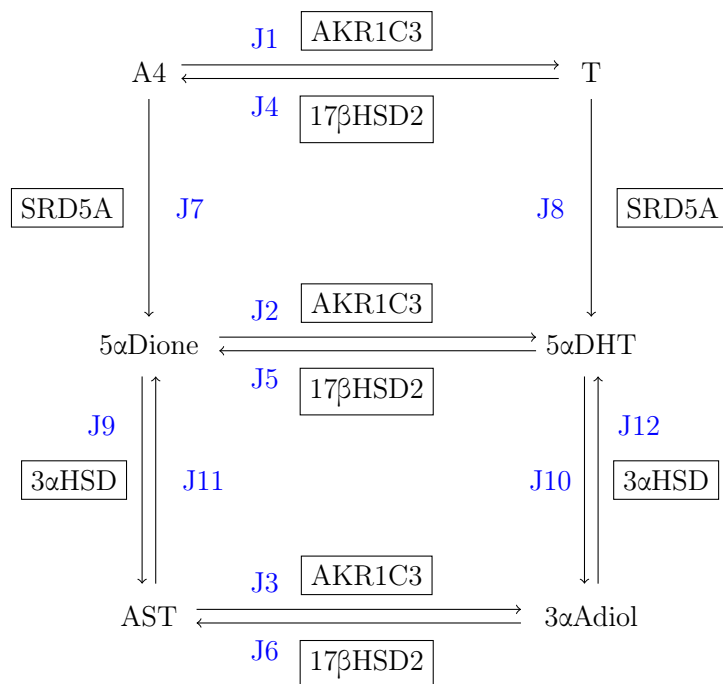 J1 AKR1C3
A4 T
J4 17βHSD2
SRD5A J7 J8 SRD5A
J2 AKR1C3
5αDione 5αDHT
J5 17βHSD2
J9 J12
3αHSD J11 J10 3αHSD
J3 AKR1C3
AST 3αAdiol
J6 17βHSD2